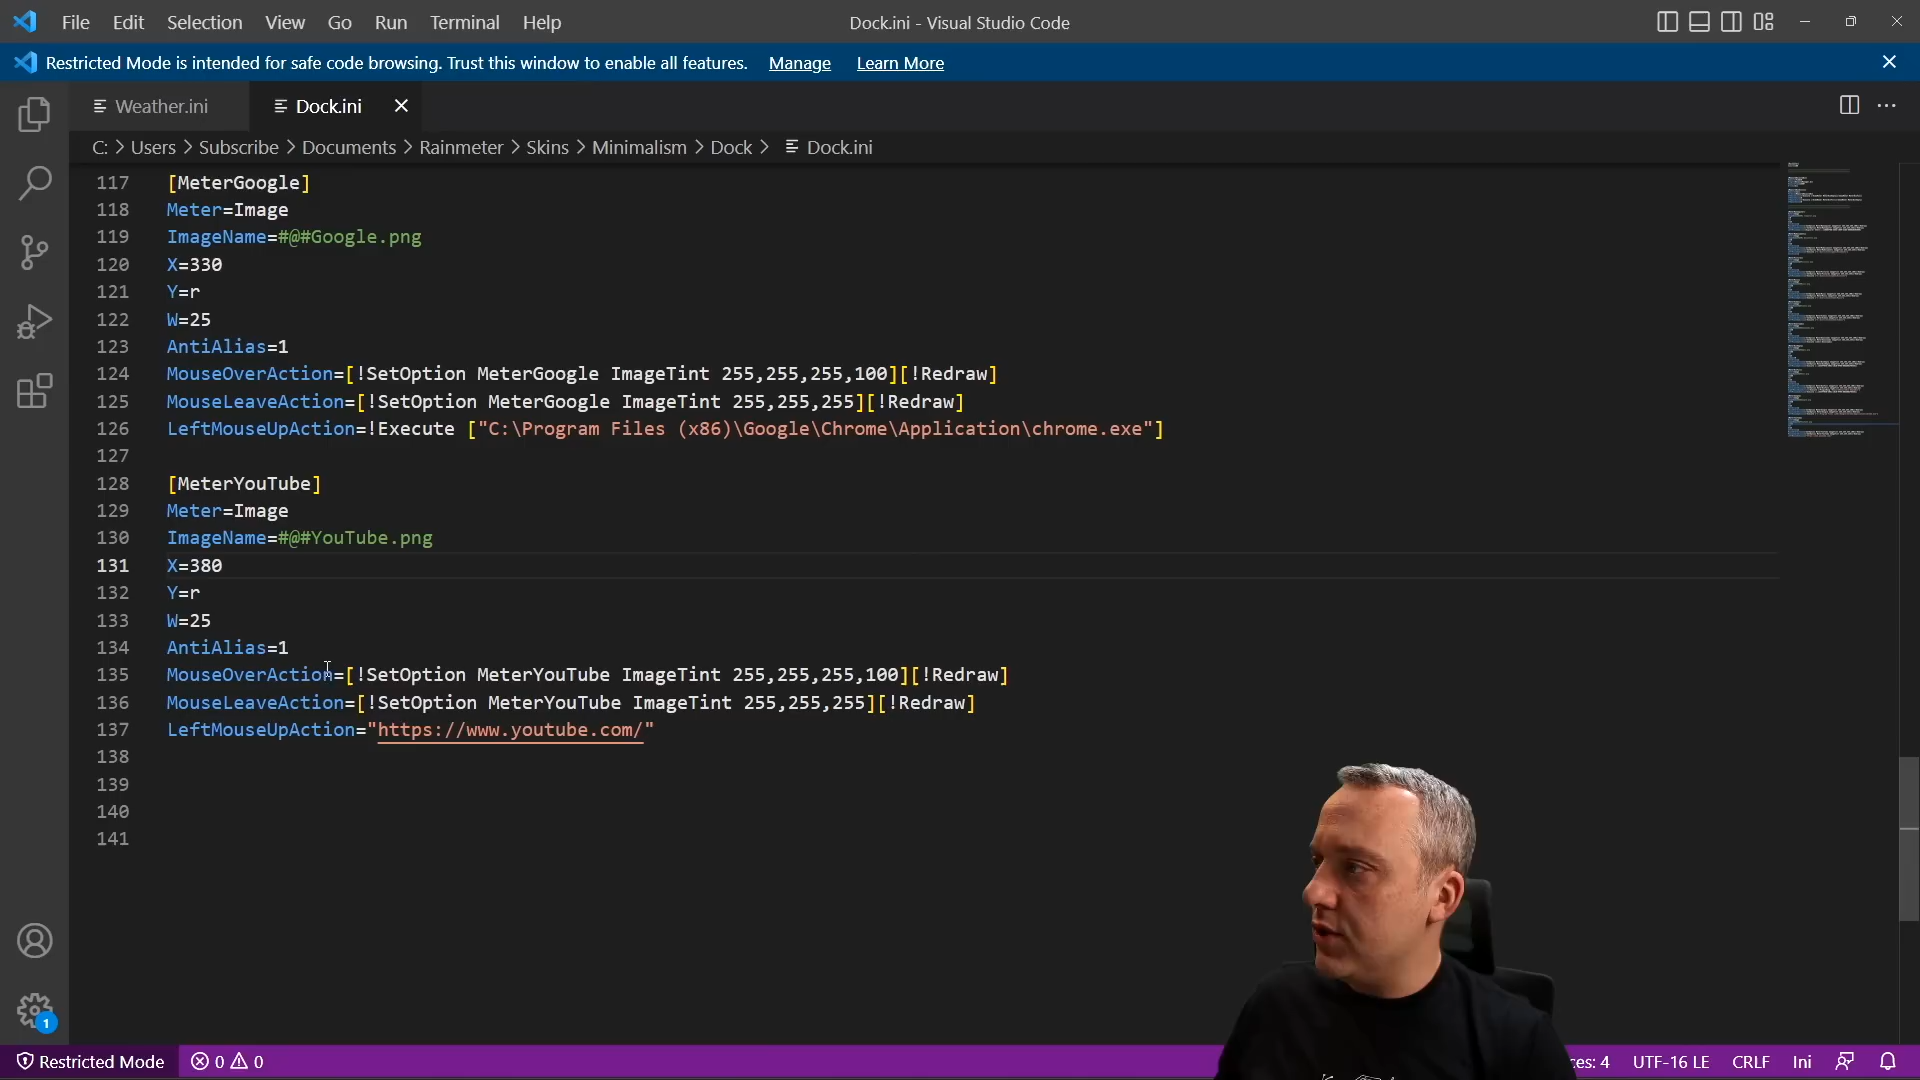 File Edit Selection View Go Run Terminal Help Dock.ini - Visual Studio Code
Restricted Mode is intended for safe code browsing. Trust this window to enable all features. Manage Learn More
Weather.ini Dock.ini
C: > Users > Subscribe > Documents > Rainmeter > Skins > Minimalism > Dock > Dock.ini
117 [MeterGoogle]
118 Meter=Image
119 ImageName=#@#Google.png
120 X=330
121 Y=r
122 W=25
123 AntiAlias=1
124 MouseOverAction=[!SetOption MeterGoogle ImageTint 255,255,255,100][!Redraw]
125 MouseLeaveAction=[!SetOption MeterGoogle ImageTint 255,255,255][!Redraw]
126 LeftMouseUpAction=!Execute ["C:\Program Files (x86)\Google\Chrome\Application\chrome.exe"]
127
128 [MeterYouTube]
129 Meter=Image
130 ImageName=#@#YouTube.png
131 X=380
132 Y=r
133 W=25
134 AntiAlias=1
135 MouseOverAction=[!SetOption MeterYouTube ImageTint 255,255,255,100][!Redraw]
136 MouseLeaveAction=[!SetOption MeterYouTube ImageTint 255,255,255][!Redraw]
137 LeftMouseUpAction="https://www.youtube.com/"
138
139
140
141
1
Restricted Mode 0 0 ces: 4 UTF-16 LE CRLF Ini